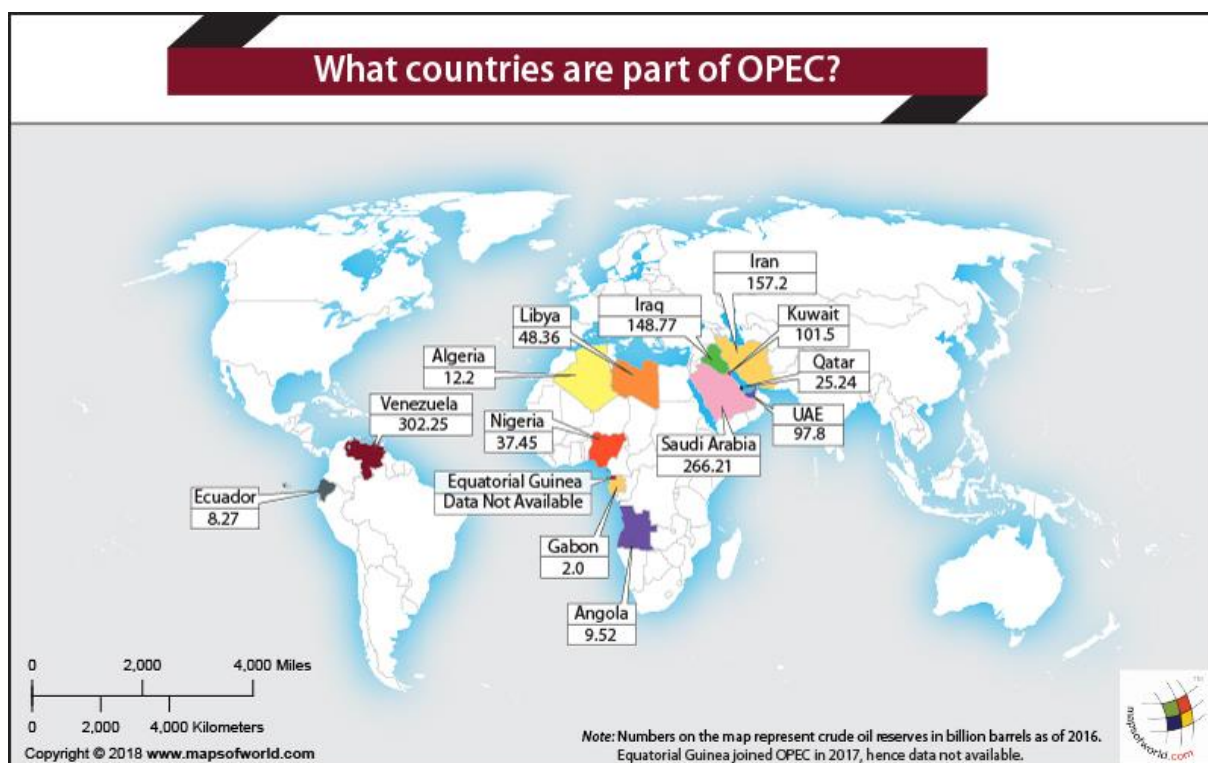 What countries are part of OPEC?
Iran
157.2
Iraq
148.77
Kuwait
101.5
Libya
48.36
Qatar
25.24
Algeria
12.2
UAE
97.8
Venezuela
302.25
Nigeria
37.45
Saudi Arabia
266.21
Equatorial Guinea
Data Not Available
Ecuador
8.27
Gabon
2.0
Angola
9.52
0 2,000 4,000 Miles
0 2,000 4,000 Kilometers
Copyright © 2018 www.mapsofworld.com
Note: Numbers on the map represent crude oil reserves in billion barrels as of 2016.
Equatorial Guinea joined OPEC in 2017, hence data not available.
mapsofworld.com
TM